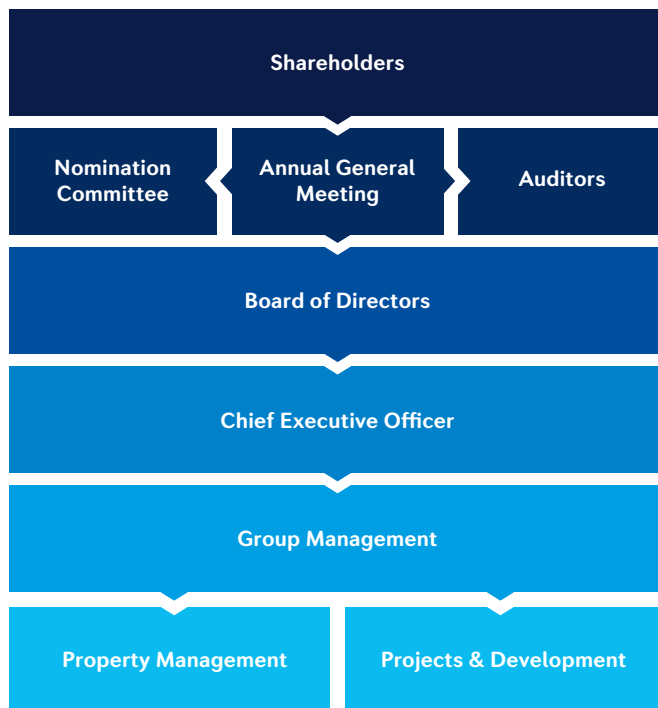 Shareholders
Nomination
Committee
Annual General
Meeting
Auditors
Board of Directors
Chief Executive Officer
Group Management
Property Management
Projects & Development